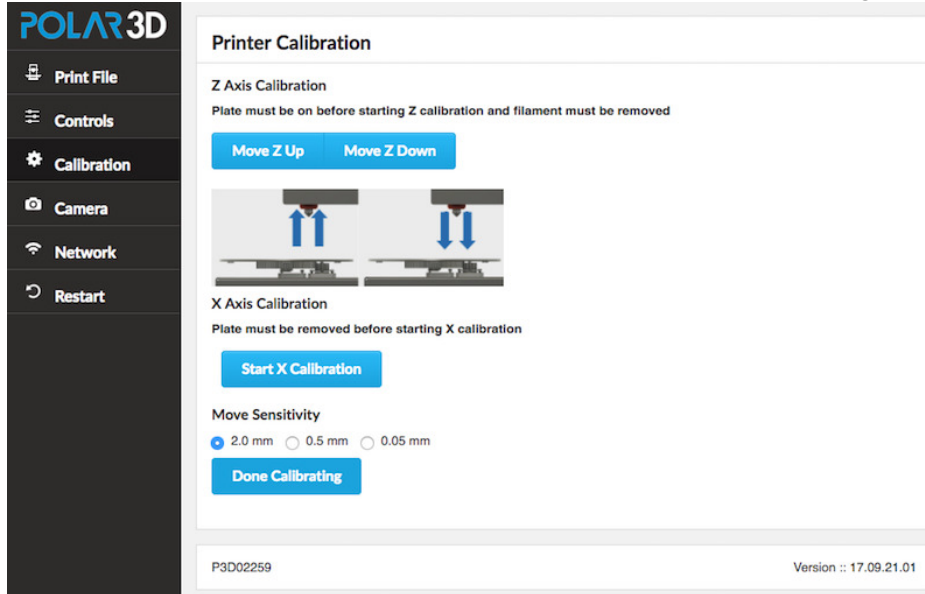 POLAR 3D
Print File
Controls
Calibration
Camera
Network
Restart
Printer Calibration
Z Axis Calibration
Plate must be on before starting Z calibration and filament must be removed
Move Z Up Move Z Down
X Axis Calibration
Plate must be removed before starting X calibration
Start X Calibration
Move Sensitivity
2.0 mm 0.5 mm 0.05 mm
Done Calibrating
P3D02259 Version :: 17.09.21.01